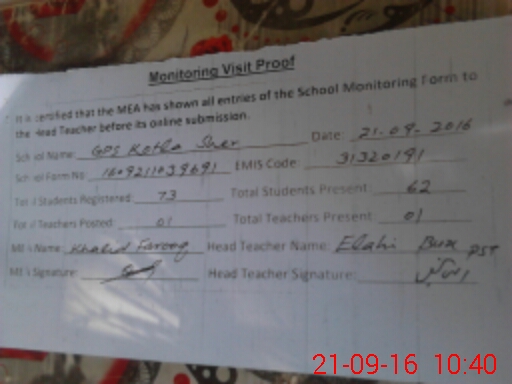 Monitoring Visit Proof
It is certified that the MEA has shown all entries of the School Monitoring Form to
the Head Teacher before its online submission.
School Name: GPS Kotla Sher Date: 21-09-2016
School Form No 1609211039691 EMIS Code 31320191
Total Students Registered: 73 Total Students Present: 62
Total Teachers Posted: 01 Total Teachers Present: 01
MEA Name: Khalid Farooq Head Teacher Name: Elahi Bux PST
MEA Signature: Head Teacher Signature:
21-09-16 10:40